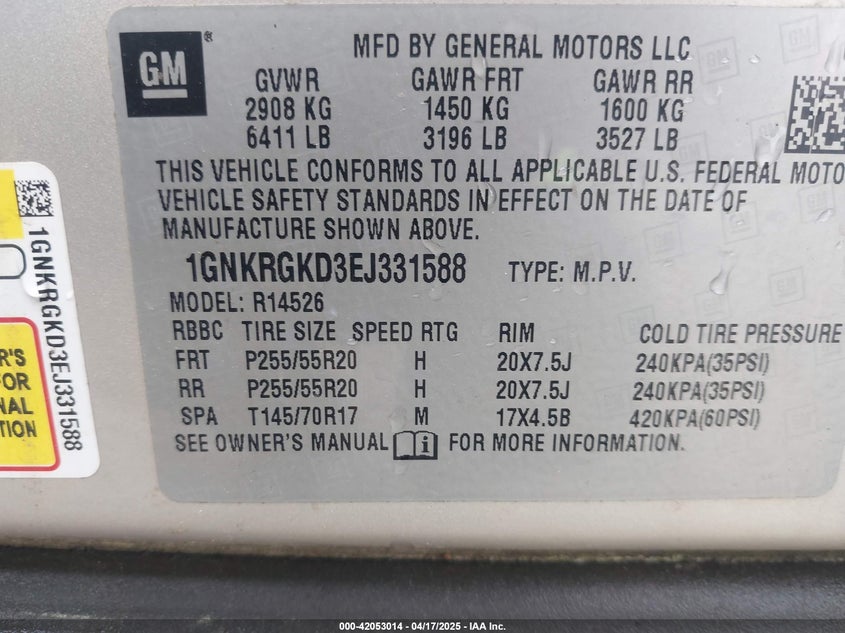 GM
MFD BY GENERAL MOTORS LLC
GVWR GAWR FRT GAWR RR
2908 KG 1450 KG 1600 KG
6411 LB 3196 LB 3527 LB
THIS VEHICLE CONFORMS TO ALL APPLICABLE U.S. FEDERAL MOTO
VEHICLE SAFETY STANDARDS IN EFFECT ON THE DATE OF
MANUFACTURE SHOWN ABOVE.
1GNKRGKD3EJ331588 TYPE: M.P.V.
MODEL: R14526
RBBC TIRE SIZE SPEED RTG RIM COLD TIRE PRESSURE
FRT P255/55R20 H 20X7.5J 240KPA(35PSI)
RR P255/55R20 H 20X7.5J 240KPA(35PSI)
SPA T145/70R17 M 17X4.5B 420KPA(60PSI)
SEE OWNER'S MANUAL i FOR MORE INFORMATION.
1GNKRGKD3EJ331588
R'S
FOR
NAL
TION
000-42053014 - 04/17/2025 - IAA Inc.